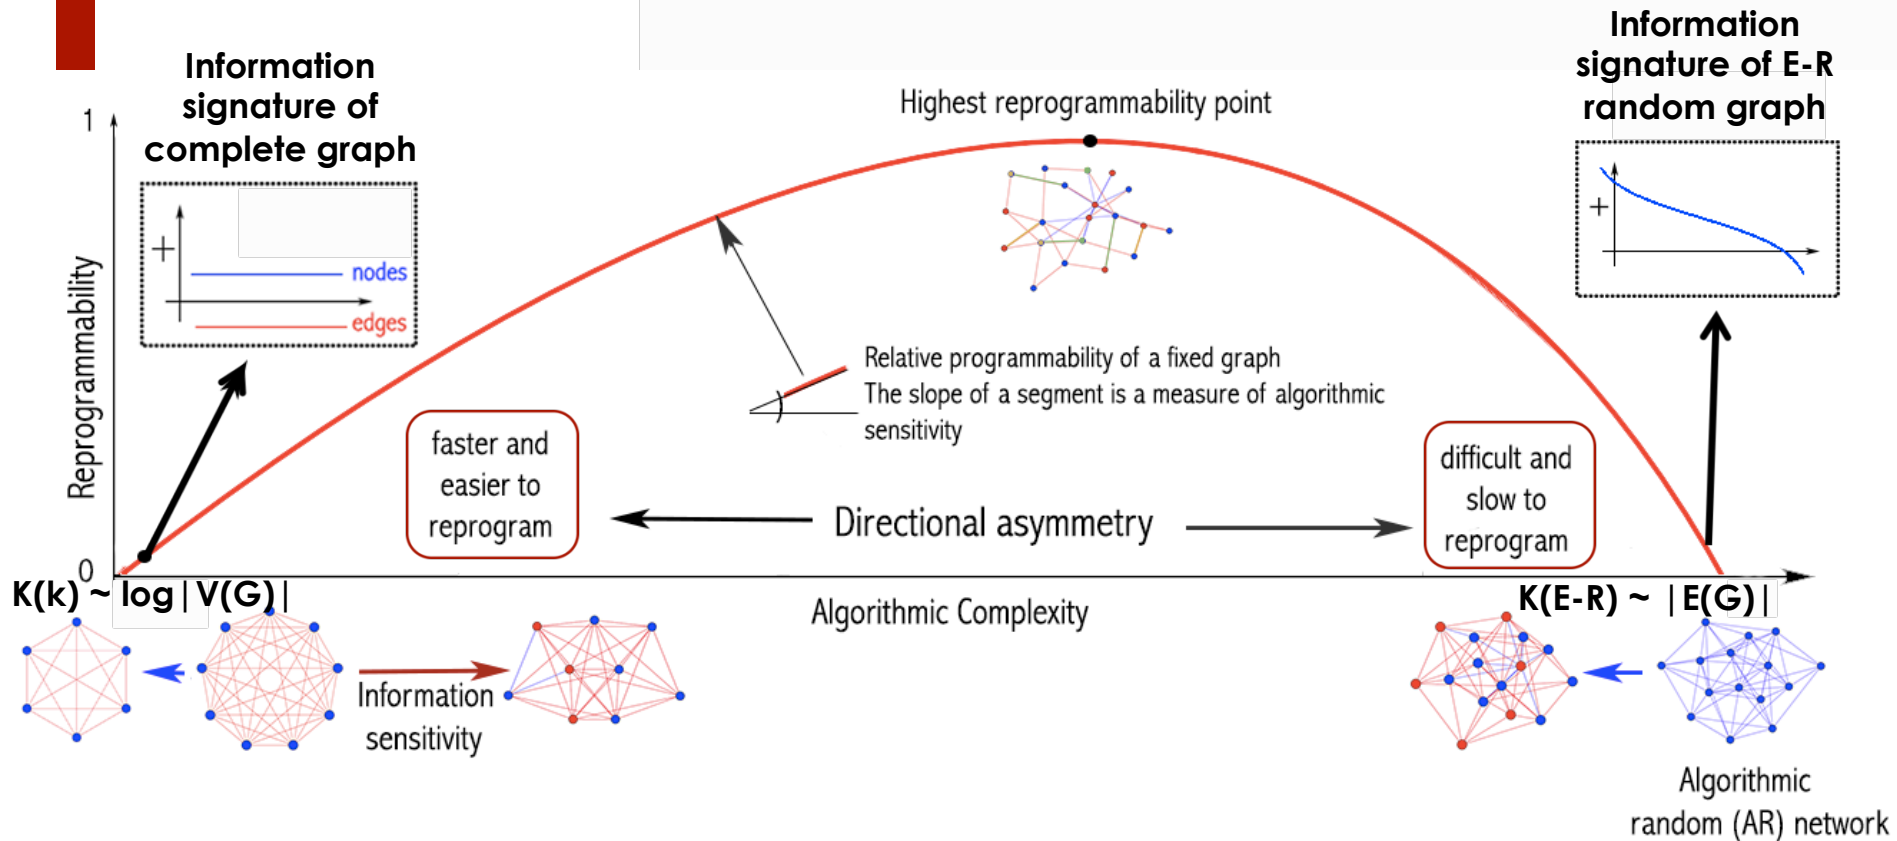 Information
signature of
complete graph
Information
signature of E-R
random graph
Highest reprogrammability point
1
Reprogrammability
+
nodes
edges
+
Relative programmability of a fixed graph
The slope of a segment is a measure of algorithmic
sensitivity
faster and
easier to
reprogram
Directional asymmetry
difficult and
slow to
reprogram
0
K(k) ~ log|V(G)|
Algorithmic Complexity
K(E-R) ~ |E(G)|
Information
sensitivity
Algorithmic
random (AR) network